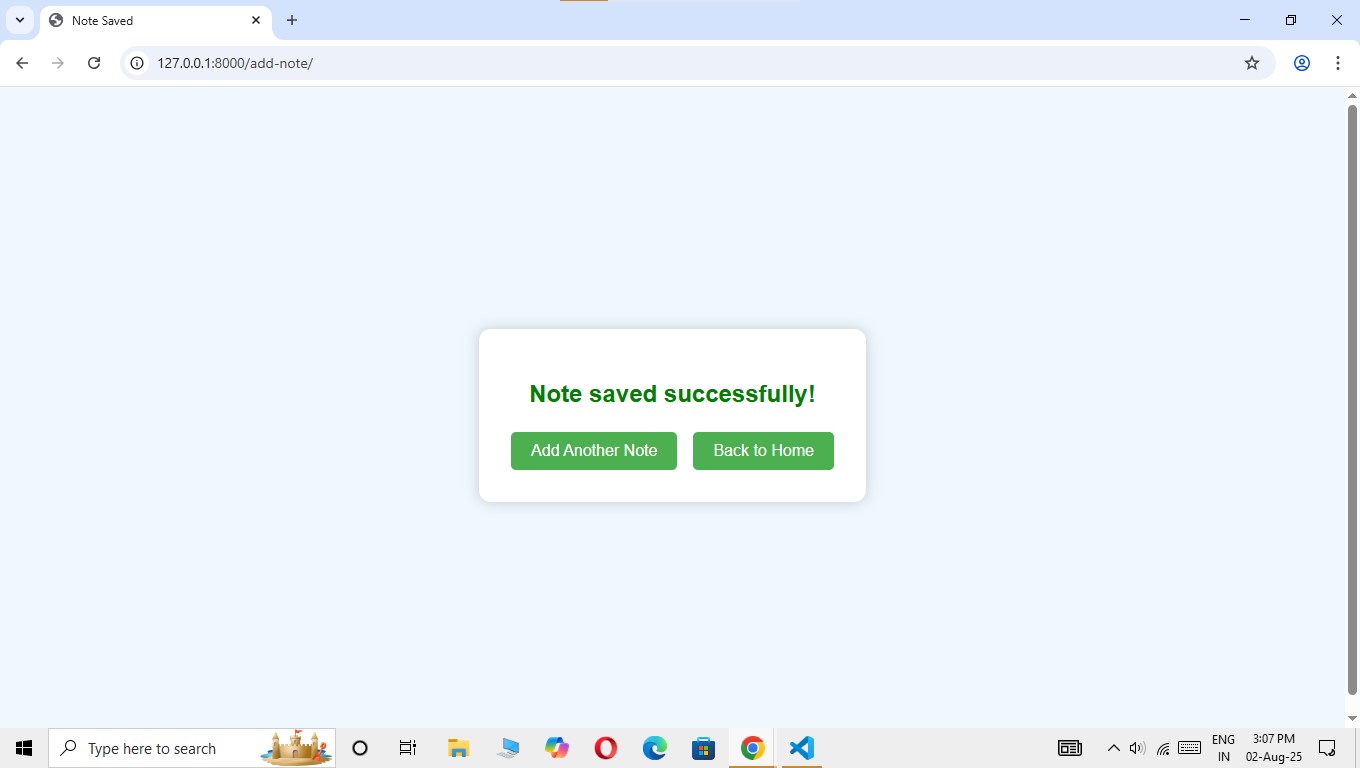 Note Saved
127.0.0.1:8000/add-note/
Note saved successfully!
Add Another Note
Back to Home
Type here to search
ENG
IN
3:07 PM
02-Aug-25